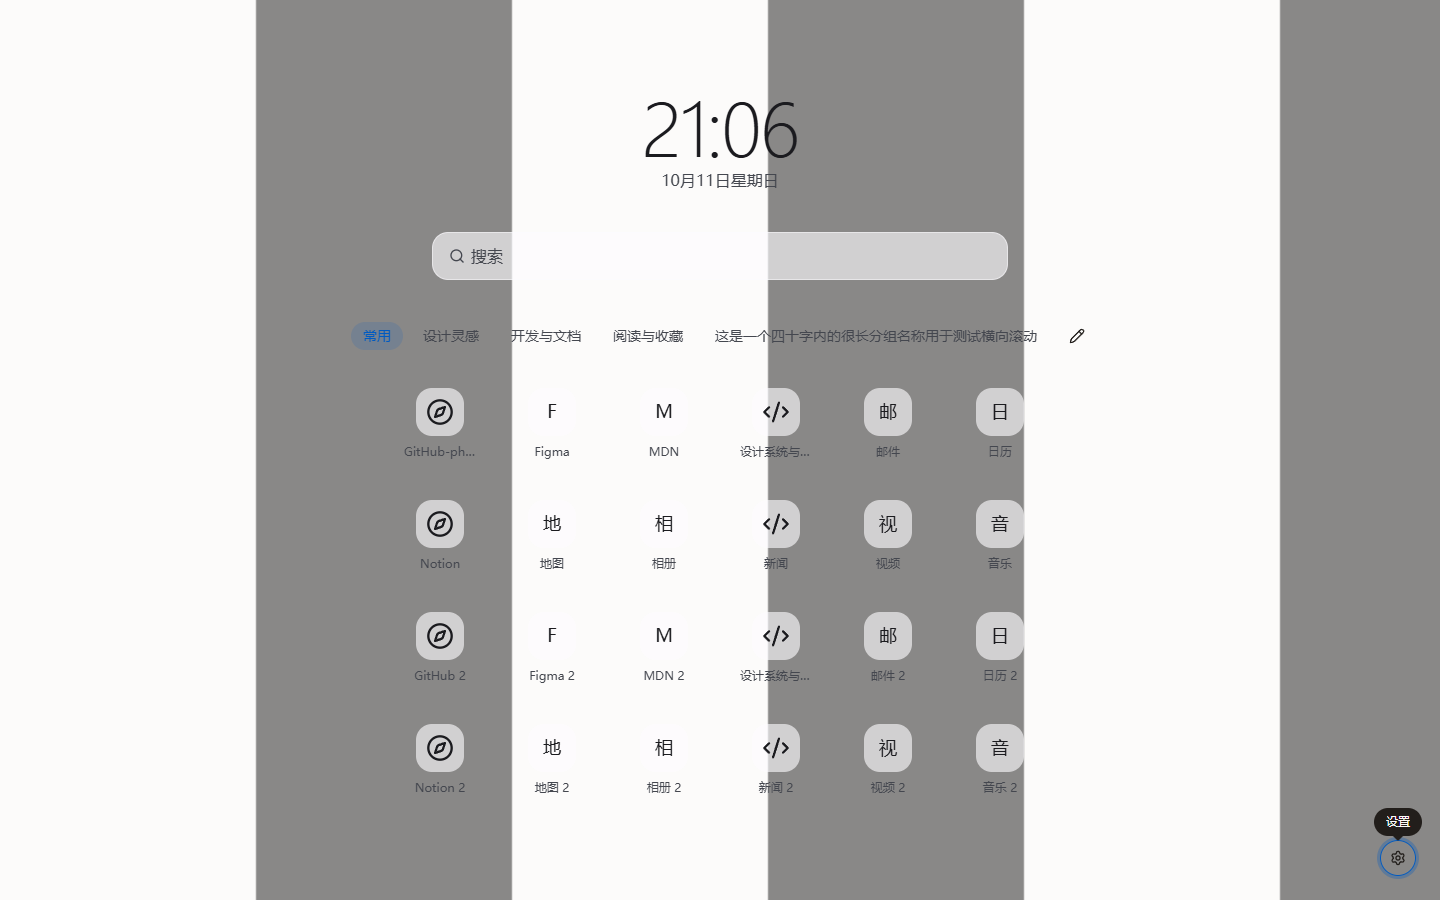 21:06
10月11日星期日
搜索
常用 设计灵感 开发与文档 阅读与收藏 这是一个四十字内的很长分组名称用于测试横向滚动
F M 邮 日
GitHub-ph... Figma MDN 设计系统与... 邮件 日历
地 相 视 音
Notion 地图 相册 新闻 视频 音乐
F M 邮 日
GitHub 2 Figma 2 MDN 2 设计系统与... 邮件 2 日历 2
地 相 视 音
Notion 2 地图 2 相册 2 新闻 2 视频 2 音乐 2
设置